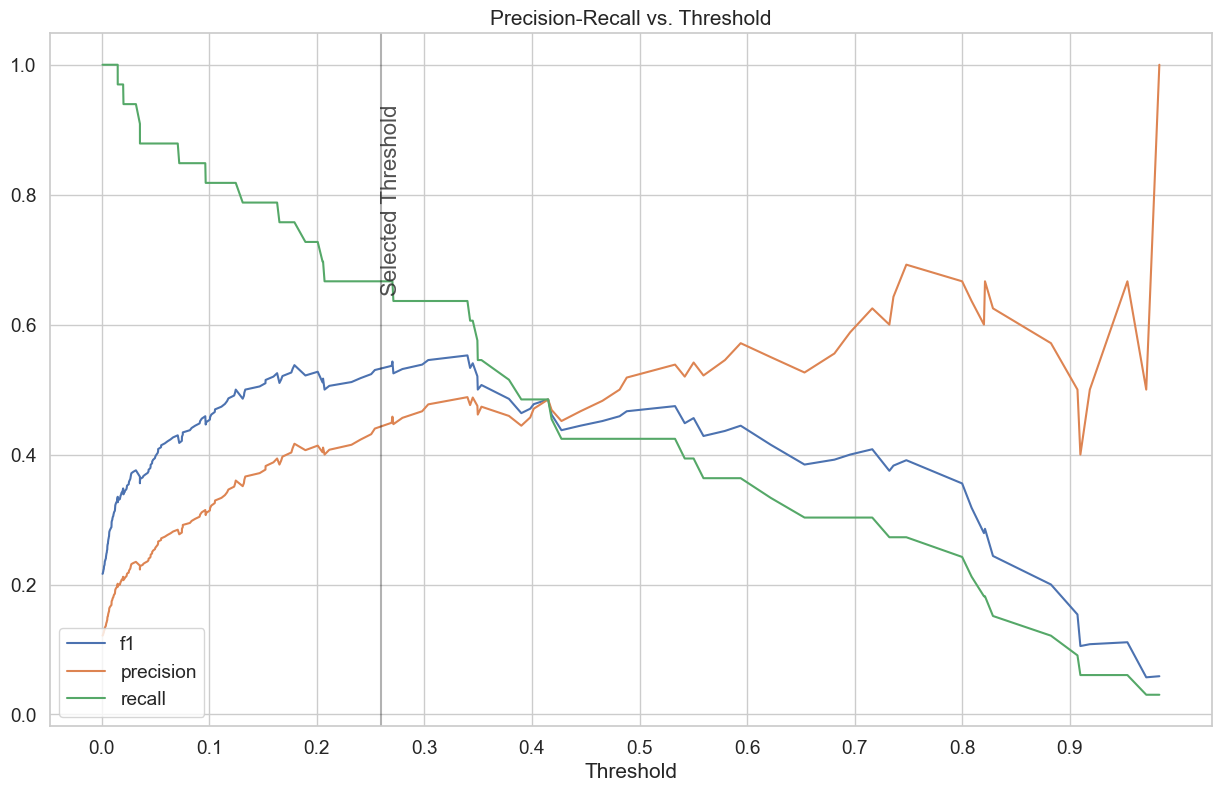 Precision-Recall vs. Threshold
1.0
0.8
0.6
0.4
0.2
0.0
Selected Threshold
f1
precision
recall
0.0 0.1 0.2 0.3 0.4 0.5 0.6 0.7 0.8 0.9
Threshold